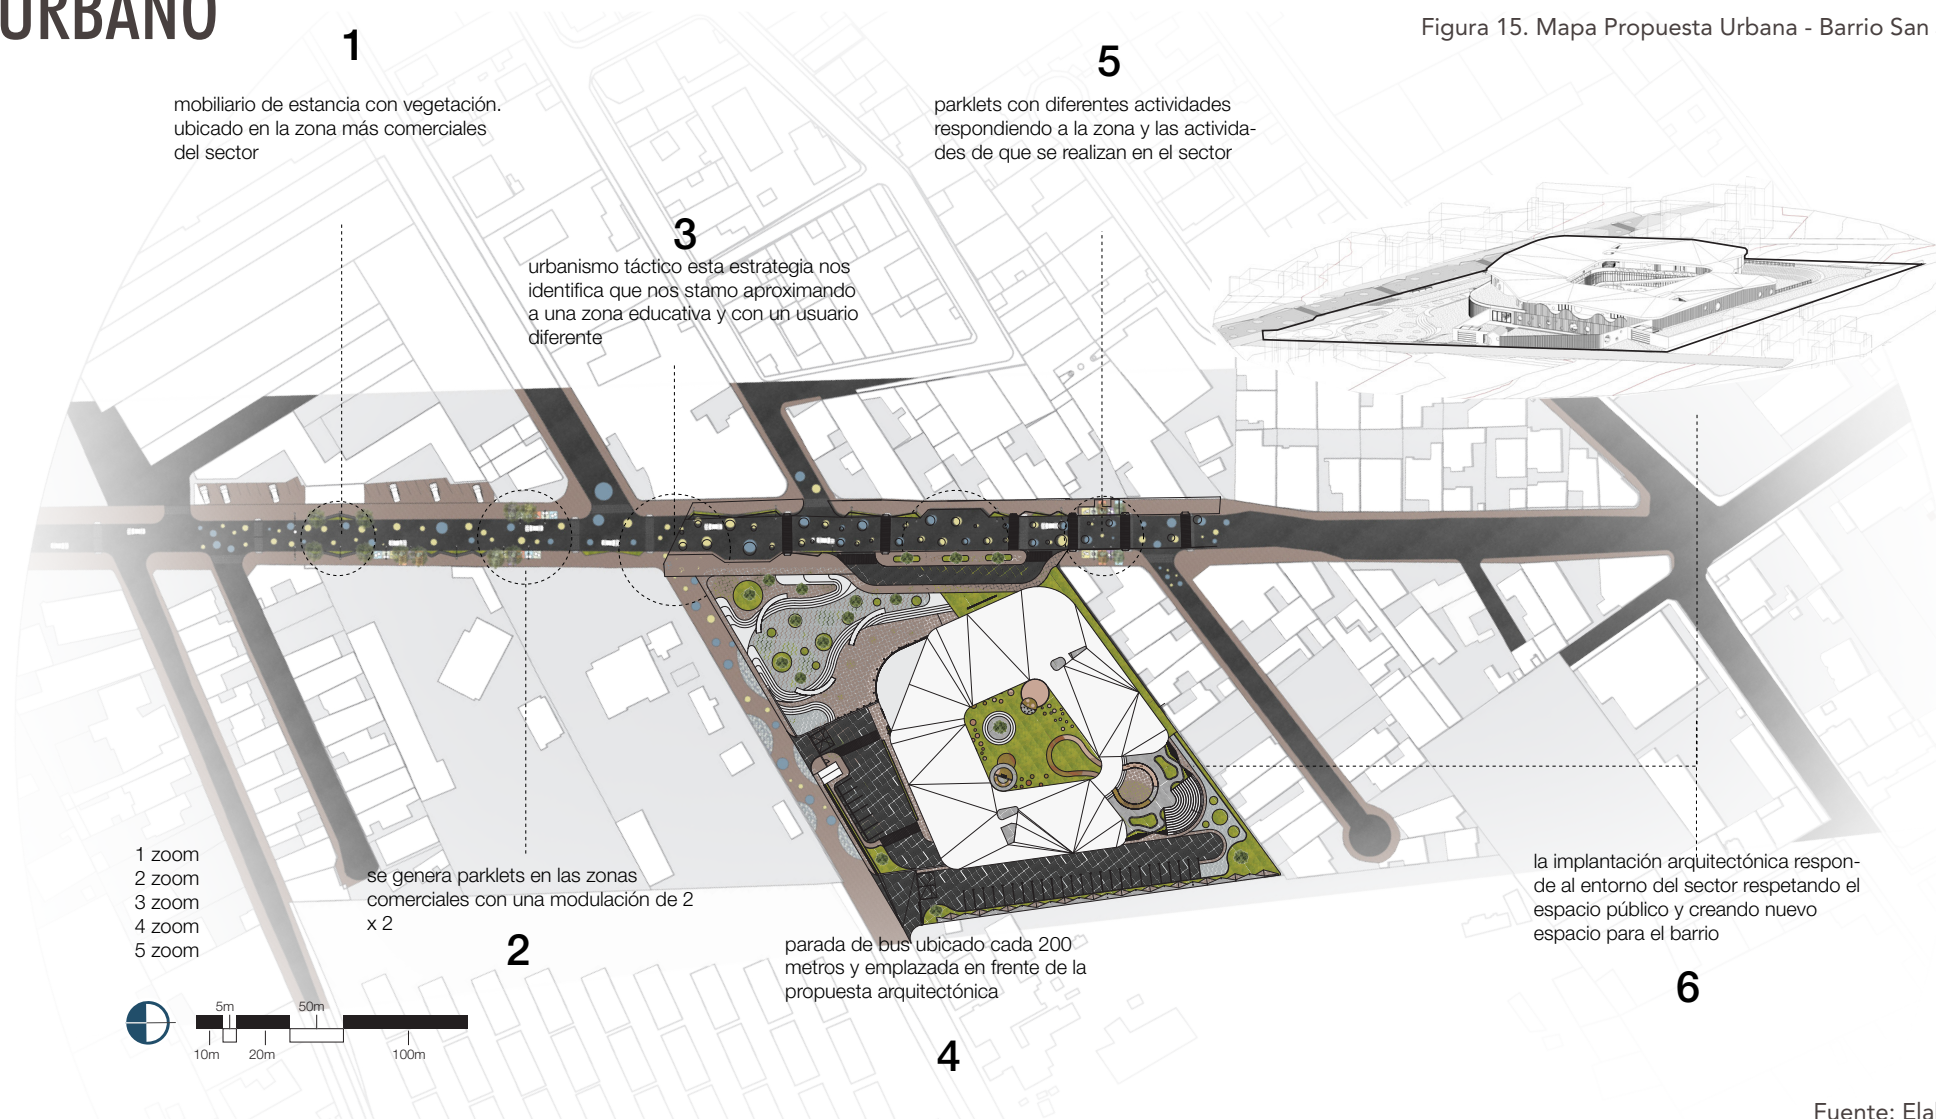 URBANO
Figura 15. Mapa Propuesta Urbana - Barrio San
1
mobiliario de estancia con vegetación.
ubicado en la zona más comerciales
del sector
5
parklets con diferentes actividades
respondiendo a la zona y las activida-
des de que se realizan en el sector
3
urbanismo táctico esta estrategia nos
identifica que nos stamo aproximando
a una zona educativa y con un usuario
diferente
1 zoom
2 zoom
3 zoom
4 zoom
5 zoom
se genera parklets en las zonas
comerciales con una modulación de 2
x 2
2
parada de bus ubicado cada 200
metros y emplazada en frente de la
propuesta arquitectónica
4
la implantación arquitectónica respon-
de al entorno del sector respetando el
espacio público y creando nuevo
espacio para el barrio
6
5m 50m
10m 20m 100m
Fuente: Ela